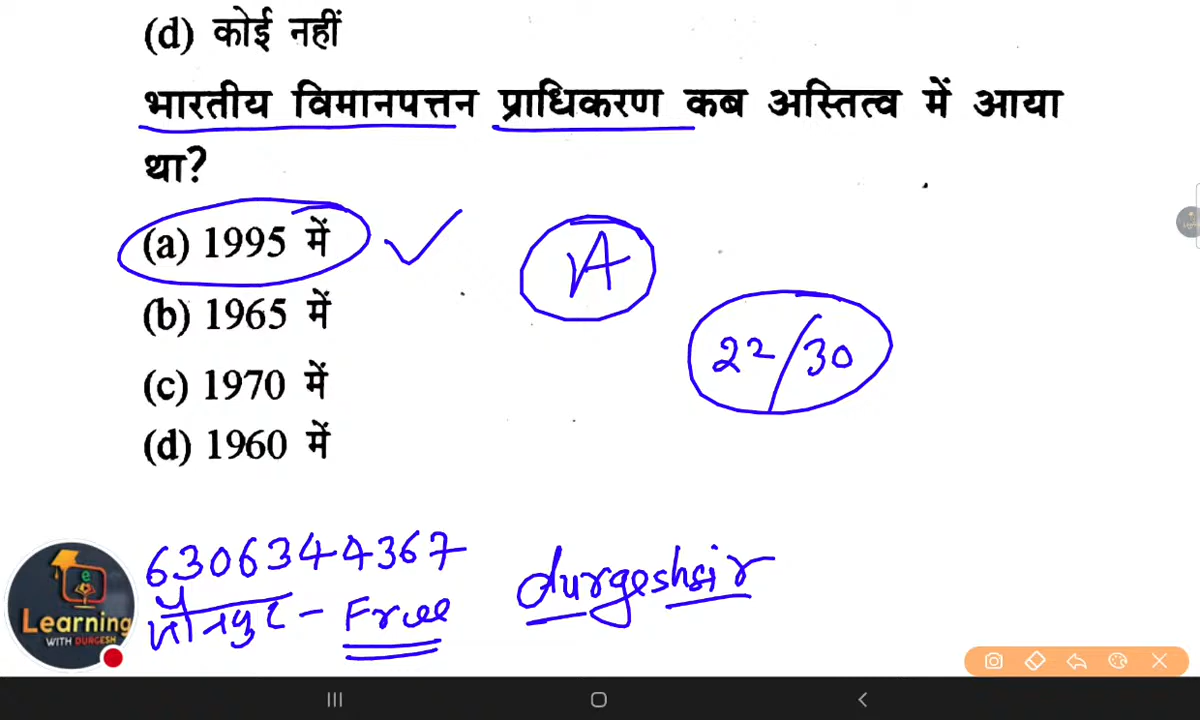 (d) कोई नहीं
भारतीय विमानपत्तन प्राधिकरण कब अस्तित्व में आया
था?
(a) 1995 में
A
(b) 1965 में
22/30
(c) 1970 में
(d) 1960 में
6306344367
जौनपुर - Free
durgeshsir
e
Learning
WITH DURGESH